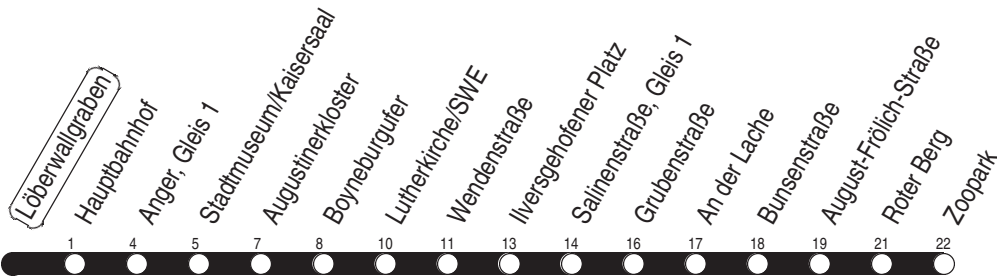 Löberwallgraben
Hauptbahnhof
Anger, Gleis 1
Stadtmuseum/Kaisersaal
Augustinerkloster
Boyneburgufer
Lutherkirche/SWE
Wendenstraße
Ilversgehofener Platz
Salinenstraße, Gleis 1
Grubenstraße
An der Lache
Bunsenstraße
August-Frölich-Straße
Roter Berg
Zoopark
1 4 5 7 8 10 11 13 14 16 17 18 19 21 22